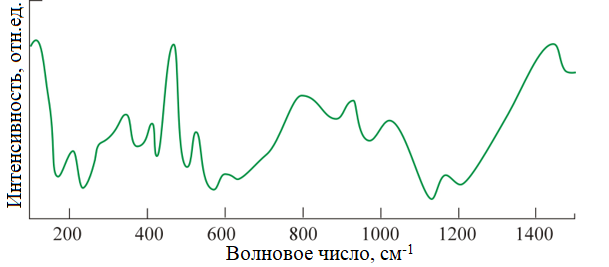 Интенсивность, отн.ед.
200 400 600 800 1000 1200 1400
Волновое число, см-1